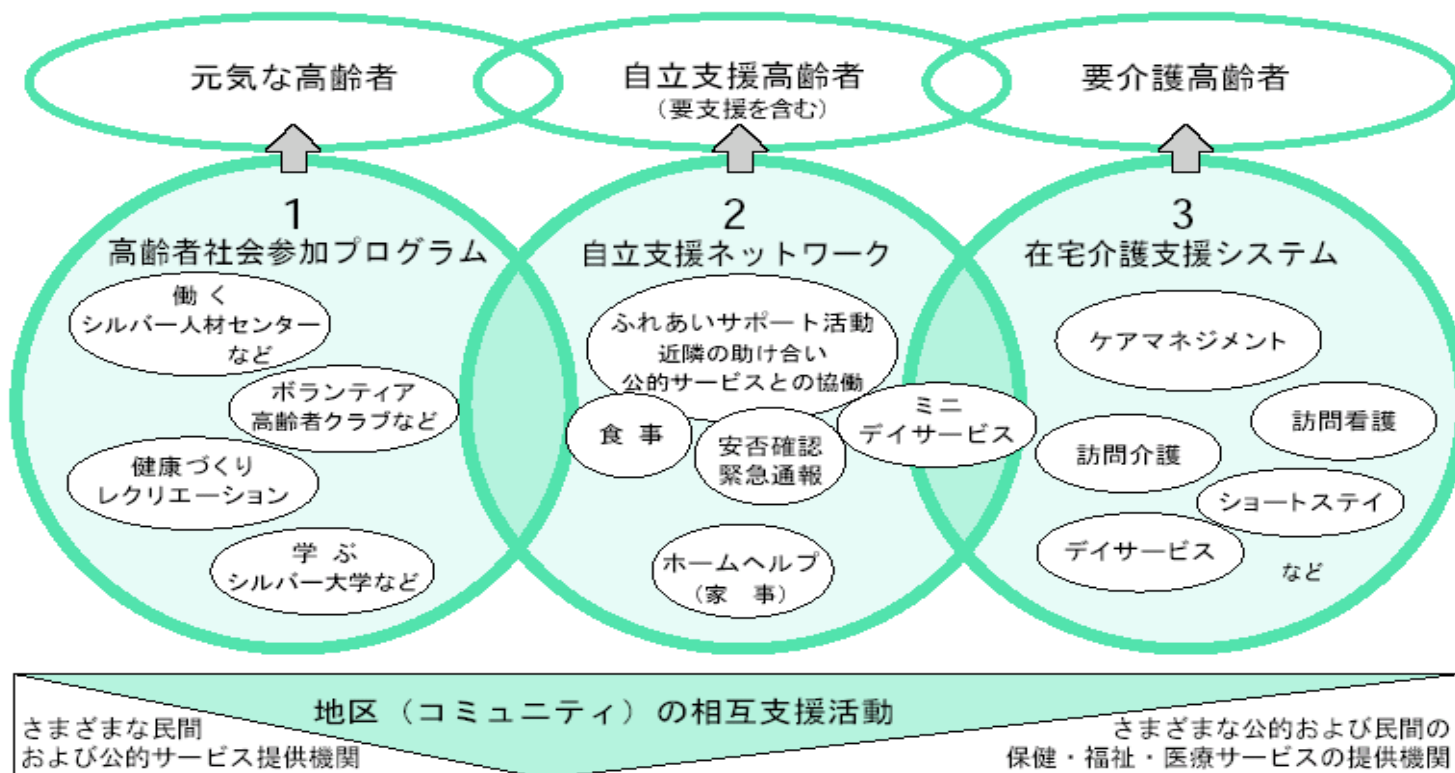 元気な高齢者
自立支援高齢者
（要支援を含む）
要介護高齢者
1
高齢者社会参加プログラム
働く
シルバー人材センター
など
ボランティア
高齢者クラブなど
健康づくり
レクリエーション
学ぶ
シルバー大学など
2
自立支援ネットワーク
ふれあいサポート活動
近隣の助け合い
公的サービスとの協働
食事
安否確認
緊急通報
ミニ
デイサービス
ホームヘルプ
（家　事）
3
在宅介護支援システム
ケアマネジメント
訪問看護
訪問介護
ショートステイ
デイサービス
など
地区（コミュニティ）の相互支援活動
さまざまな民間
および公的サービス提供機関
さまざまな公的および民間の
保健・福祉・医療サービスの提供機関